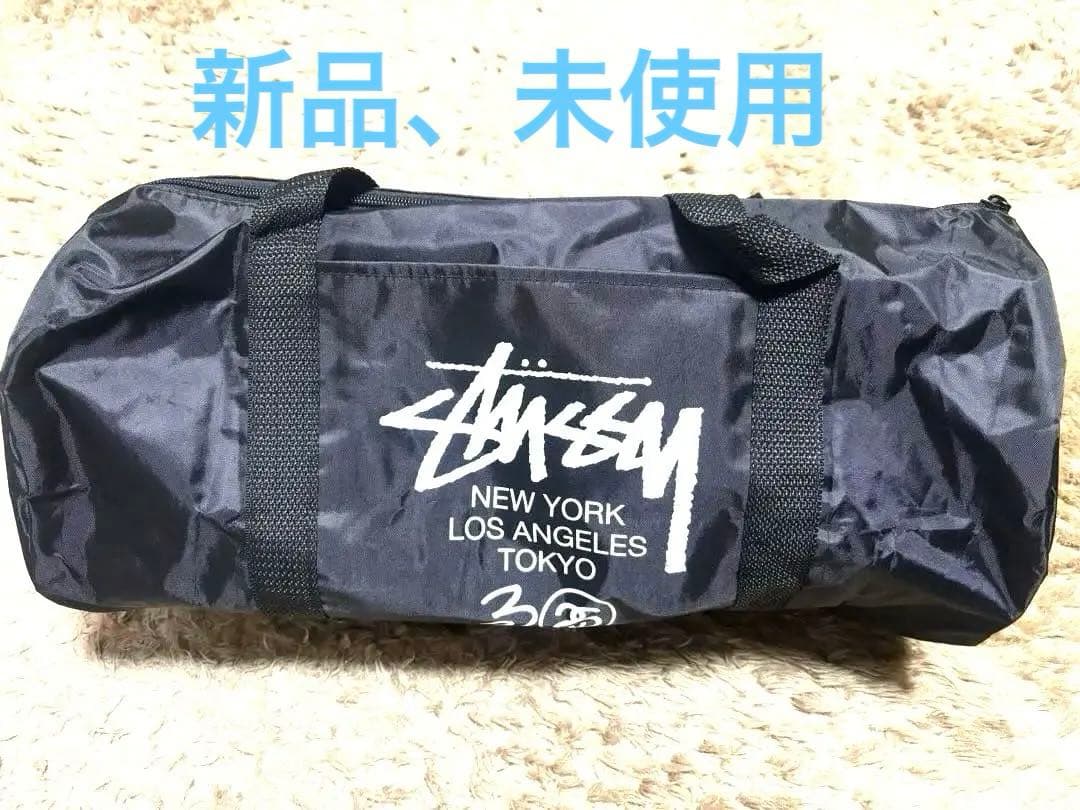 新品、未使用
STÜSSY
NEW YORK
LOS ANGELES
TOKYO